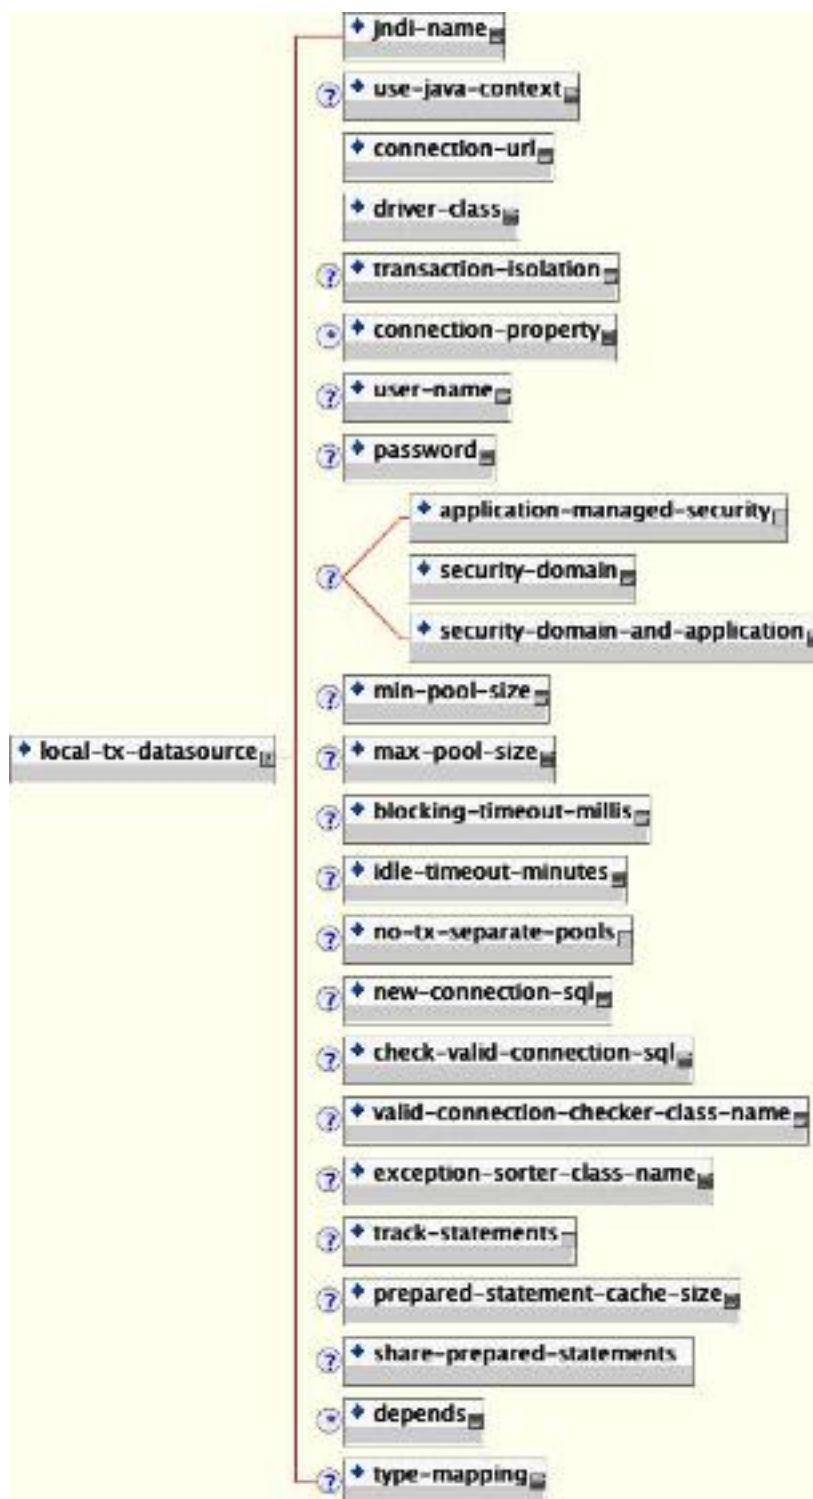 jndi-name
? use-java-context
connection-url
driver-class
? transaction-isolation
* connection-property
? user-name
? password
application-managed-security
? security-domain
security-domain-and-application
? min-pool-size
local-tx-datasource ? max-pool-size
? blocking-timeout-millis
? idle-timeout-minutes
? no-tx-separate-pools
? new-connection-sql
? check-valid-connection-sql
? valid-connection-checker-class-name
? exception-sorter-class-name
? track-statements
? prepared-statement-cache-size
? share-prepared-statements
* depends
? type-mapping